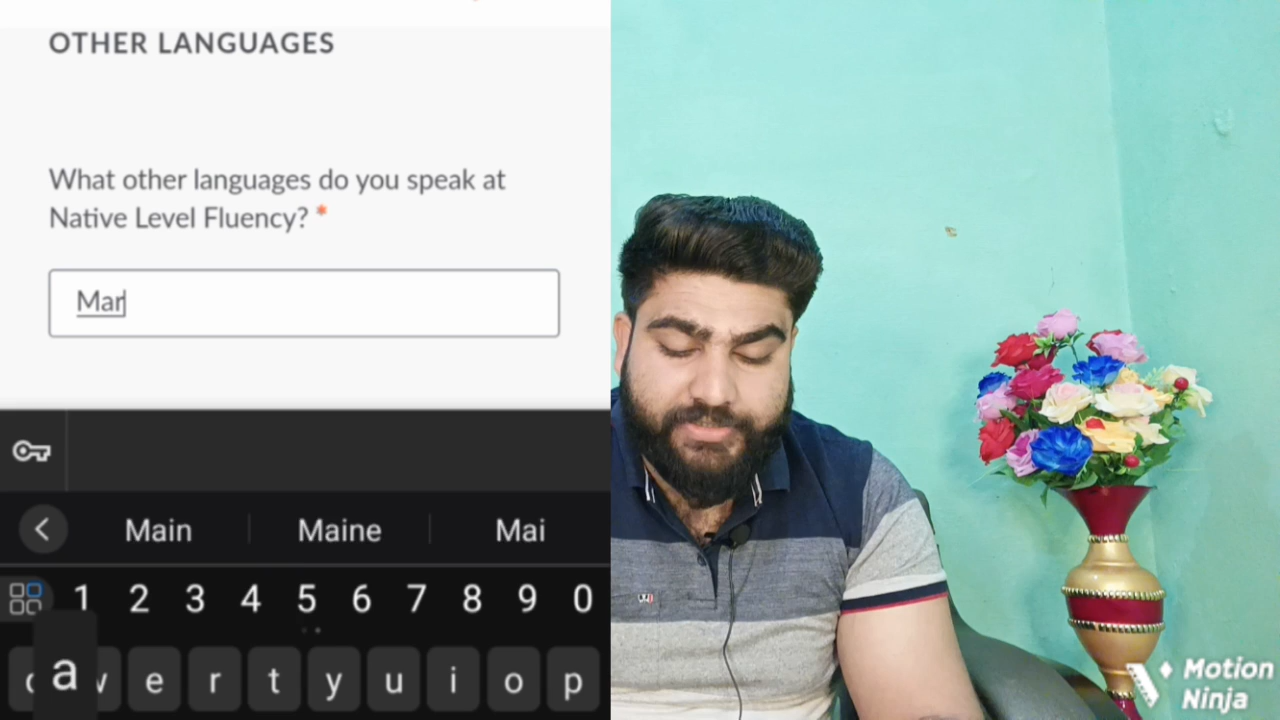 OTHER LANGUAGES
What other languages do you speak at
Native Level Fluency? *
Mar
Main Maine Mai
1 2 3 4 5 6 7 8 9 0
a w e r t y u i o p
Motion
Ninja